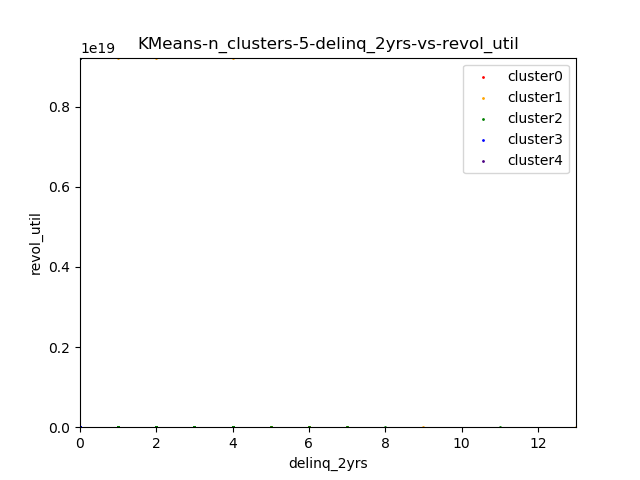 KMeans-n_clusters-5-delinq_2yrs-vs-revol_util
1e19
0.8
0.6
0.4
0.2
0.0
revol_util
cluster0
cluster1
cluster2
cluster3
cluster4
0 2 4 6 8 10 12
delinq_2yrs